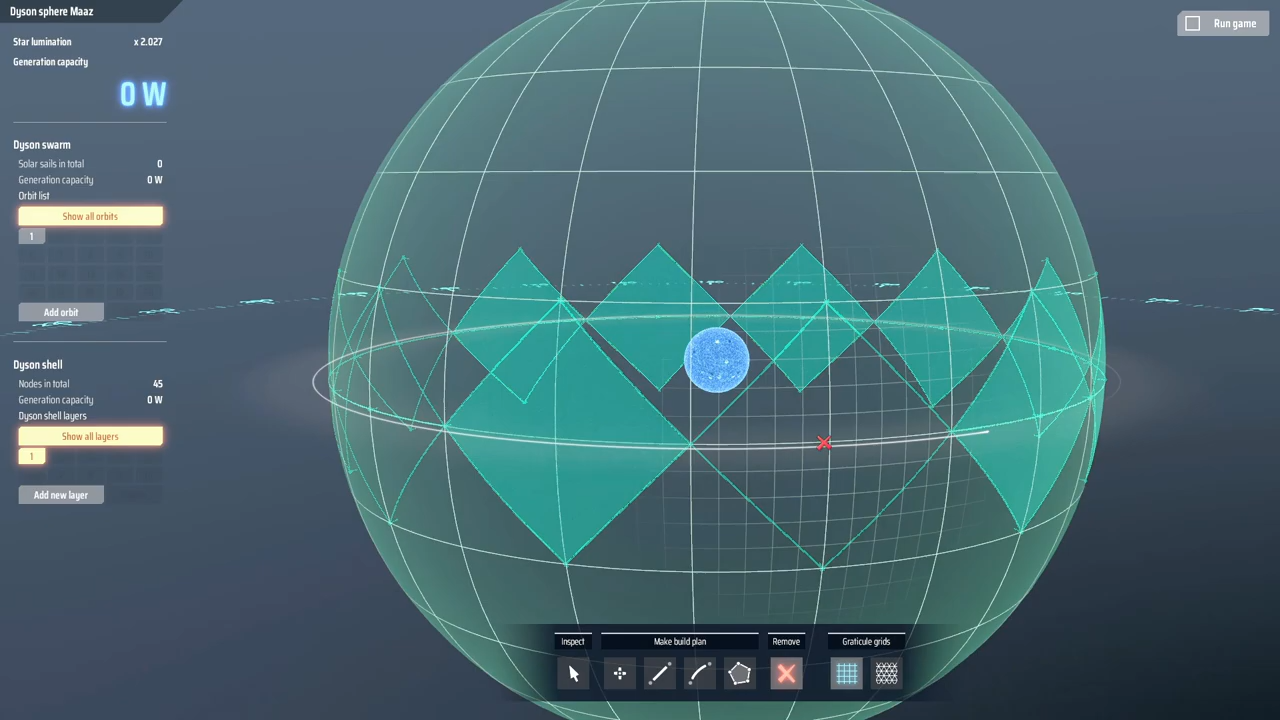 Dyson sphere Maaz
Run game
Star lumination x 2.027
Generation capacity
0 W
Dyson swarm
Solar sails in total 0
Generation capacity 0 W
Orbit list
Show all orbits
1
Add orbit
Dyson shell
Nodes in total 45
Generation capacity 0 W
Dyson shell layers
Show all layers
1
Add new layer
Inspect Make build plan Remove Graticule grids